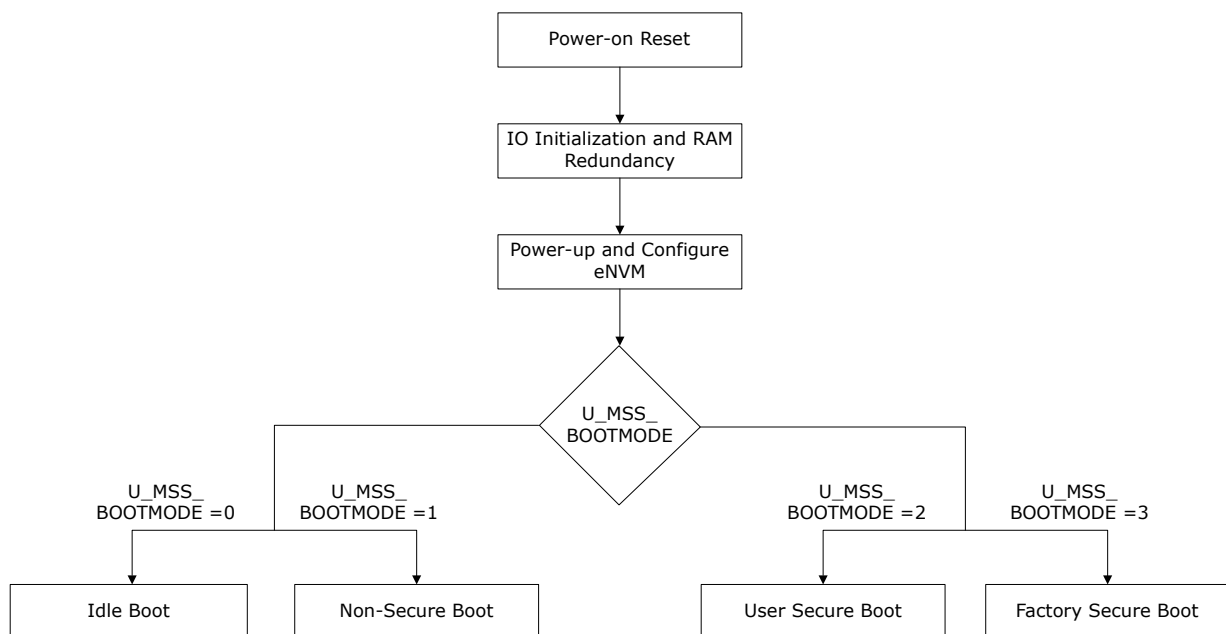 Power-on Reset
IO Initialization and RAM
Redundancy
Power-up and Configure
eNVM
U_MSS_
BOOTMODE
U_MSS_
BOOTMODE =0
U_MSS_
BOOTMODE =1
U_MSS_
BOOTMODE =2
U_MSS_
BOOTMODE =3
Idle Boot
Non-Secure Boot
User Secure Boot
Factory Secure Boot